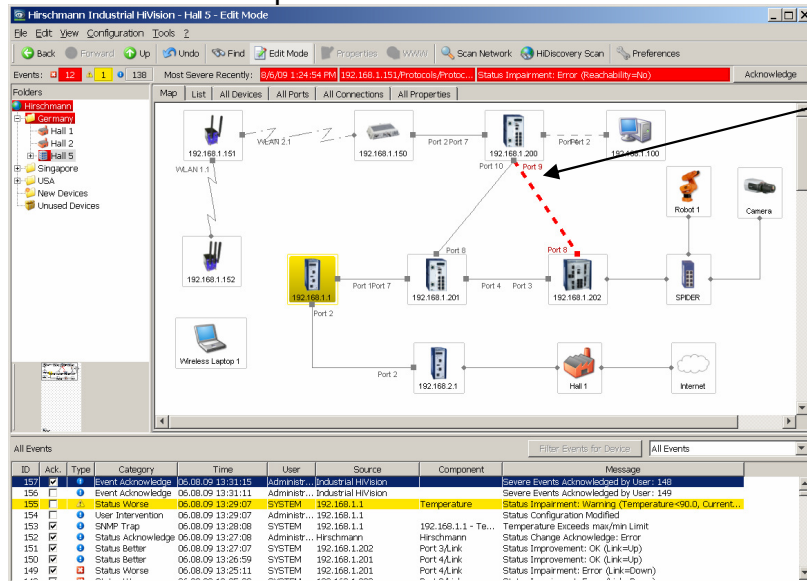 Hirschmann Industrial HiVision - Hall 5 - Edit Mode
File Edit View Configuration Tools ?
Back Forward Up Undo Find Edit Mode Properties WWW Scan Network HiDiscovery Scan Preferences
Events: 12 1 138 Most Severe Recently: 8/6/09 1:24:54 PM 192.168.1.151/Protocols/Protoc... Status Impairment: Error (Reachability=No) Acknowledge
Folders
Hirschmann
Germany
Hall 1
Hall 2
Hall 5
Singapore
USA
New Devices
Unused Devices
Map List All Devices All Ports All Connections All Properties
192.168.1.151
WLAN 2.1
192.168.1.150
Port 2 Port 7
192.168.1.200
Port 2
192.168.1.100
WLAN 1.1
Port 10 Port 9
Robot 1
Camera
192.168.1.152
Port 8
Port 8
192.168.1.1
Port 1 Port 7
192.168.1.201
Port 4 Port 3
192.168.1.202
SPIDER
Port 2
Wireless Laptop 1
Port 2
192.168.2.1
Hall 1
Internet
All Events
Filter Events for Device All Events
ID Ack. Type Category Time User Source Component Message
157 Event Acknowledge 06.08.09 13:31:15 Administr... Industrial HiVision Severe Events Acknowledged by User: 148
156 Event Acknowledge 06.08.09 13:31:11 Administr... Industrial HiVision Severe Events Acknowledged by User: 149
155 Status Worse 06.08.09 13:29:07 SYSTEM 192.168.1.1 Temperature Status Impairment: Warning (Temperature<90.0, Current...
154 User Intervention 06.08.09 13:29:07 SYSTEM 192.168.1.1 Status Configuration Modified
153 SNMP Trap 06.08.09 13:28:08 SYSTEM 192.168.1.1 192.168.1.1 - Te... Temperature Exceeds max/min Limit
152 Status Acknowledge 06.08.09 13:27:08 Administr... Hirschmann Hirschmann Status Change Acknowledge: Error
151 Status Better 06.08.09 13:27:07 SYSTEM 192.168.1.202 Port 3/Link Status Improvement: OK (Link=Up)
150 Status Better 06.08.09 13:26:59 SYSTEM 192.168.1.201 Port 4/Link Status Improvement: OK (Link=Up)
149 Status Worse 06.08.09 13:25:11 SYSTEM 192.168.1.201 Port 4/Link Status Impairment: Error (Link=Down)